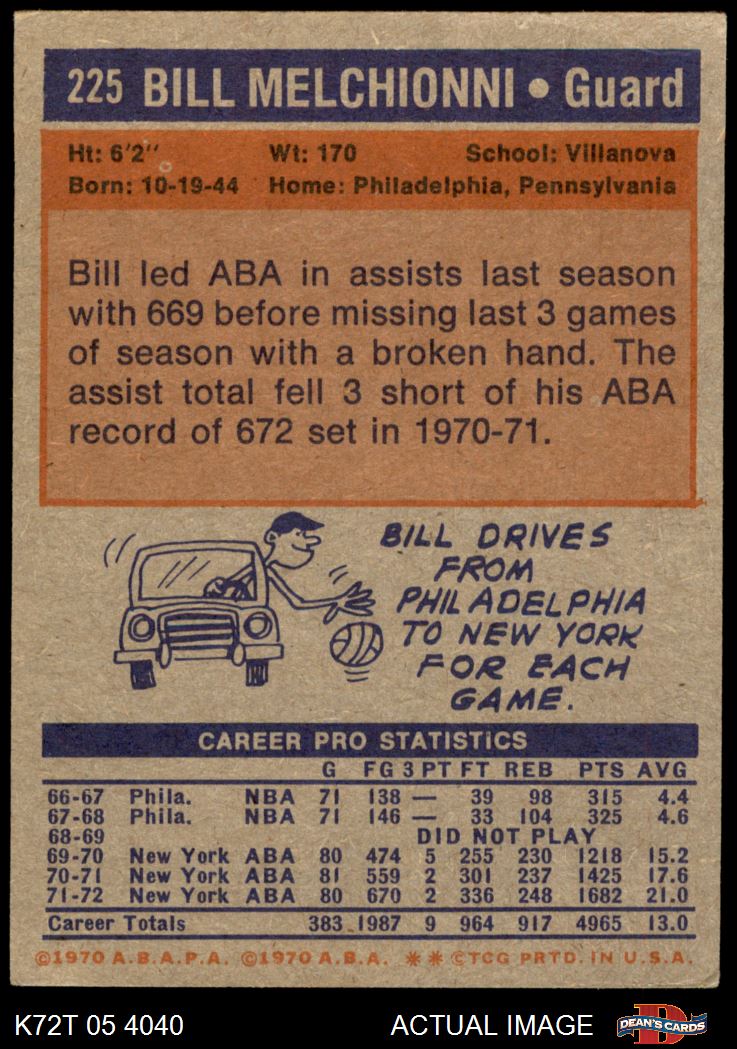 225 BILL MELCHIONNI • Guard
Ht: 6'2" Wt: 170 School: Villanova
Born: 10-19-44 Home: Philadelphia, Pennsylvania
Bill led ABA in assists last season
with 669 before missing last 3 games
of season with a broken hand. The
assist total fell 3 short of his ABA
record of 672 set in 1970-71.
BILL DRIVES
FROM
PHILADELPHIA
TO NEW YORK
FOR EACH
GAME.
CAREER PRO STATISTICS
G FG 3 PT FT REB PTS AVG
66-67 Phila. NBA 71 138 — 39 98 315 4.4
67-68 Phila. NBA 71 146 — 33 104 325 4.6
68-69 DID NOT PLAY
69-70 New York ABA 80 474 5 255 230 1218 15.2
70-71 New York ABA 81 559 2 301 237 1425 17.6
71-72 New York ABA 80 670 2 336 248 1682 21.0
Career Totals 383 1987 9 964 917 4965 13.0
©1970 A.B.A.P.A. ©1970 A.B.A. ** ©TCG PRTD. IN U.S.A.
K72T 05 4040 ACTUAL IMAGE D DEAN'S CARDS